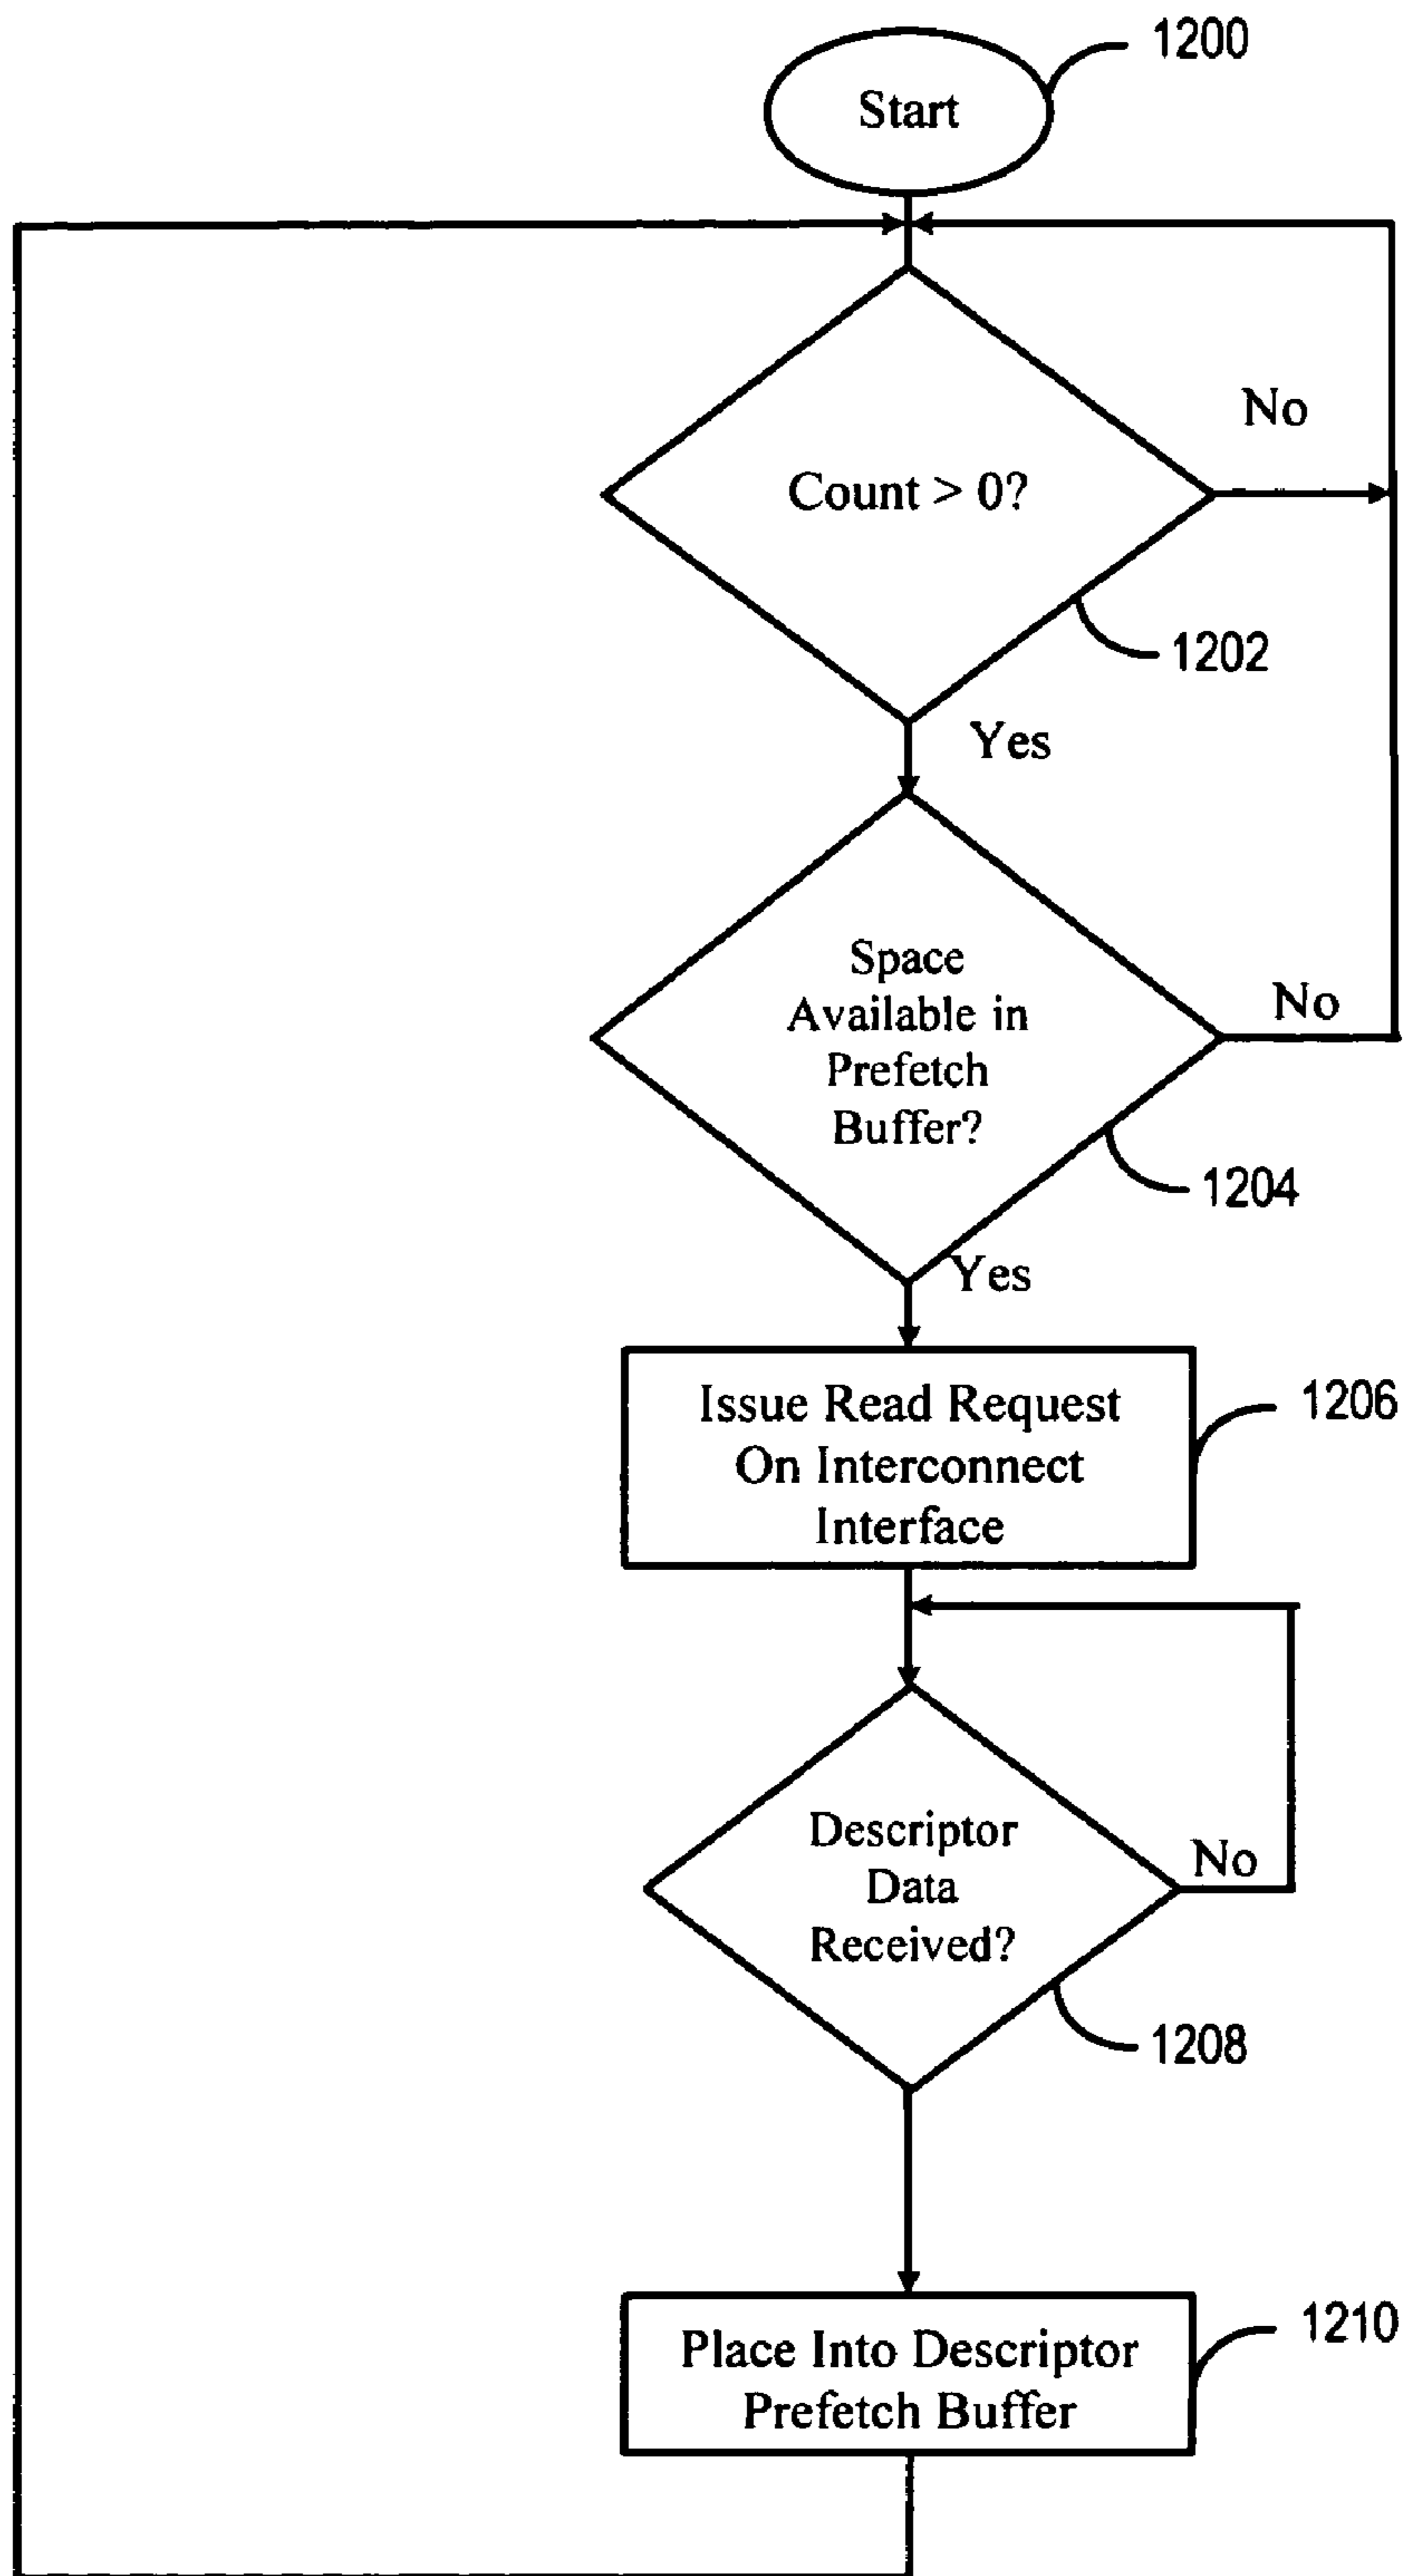 1200
Start
No
Count > 0?
1202
Yes
Space
Available in
Prefetch
Buffer?
No
1204
Yes
Issue Read Request
On Interconnect
Interface
1206
Descriptor
Data
Received?
No
1208
Place Into Descriptor
Prefetch Buffer
1210